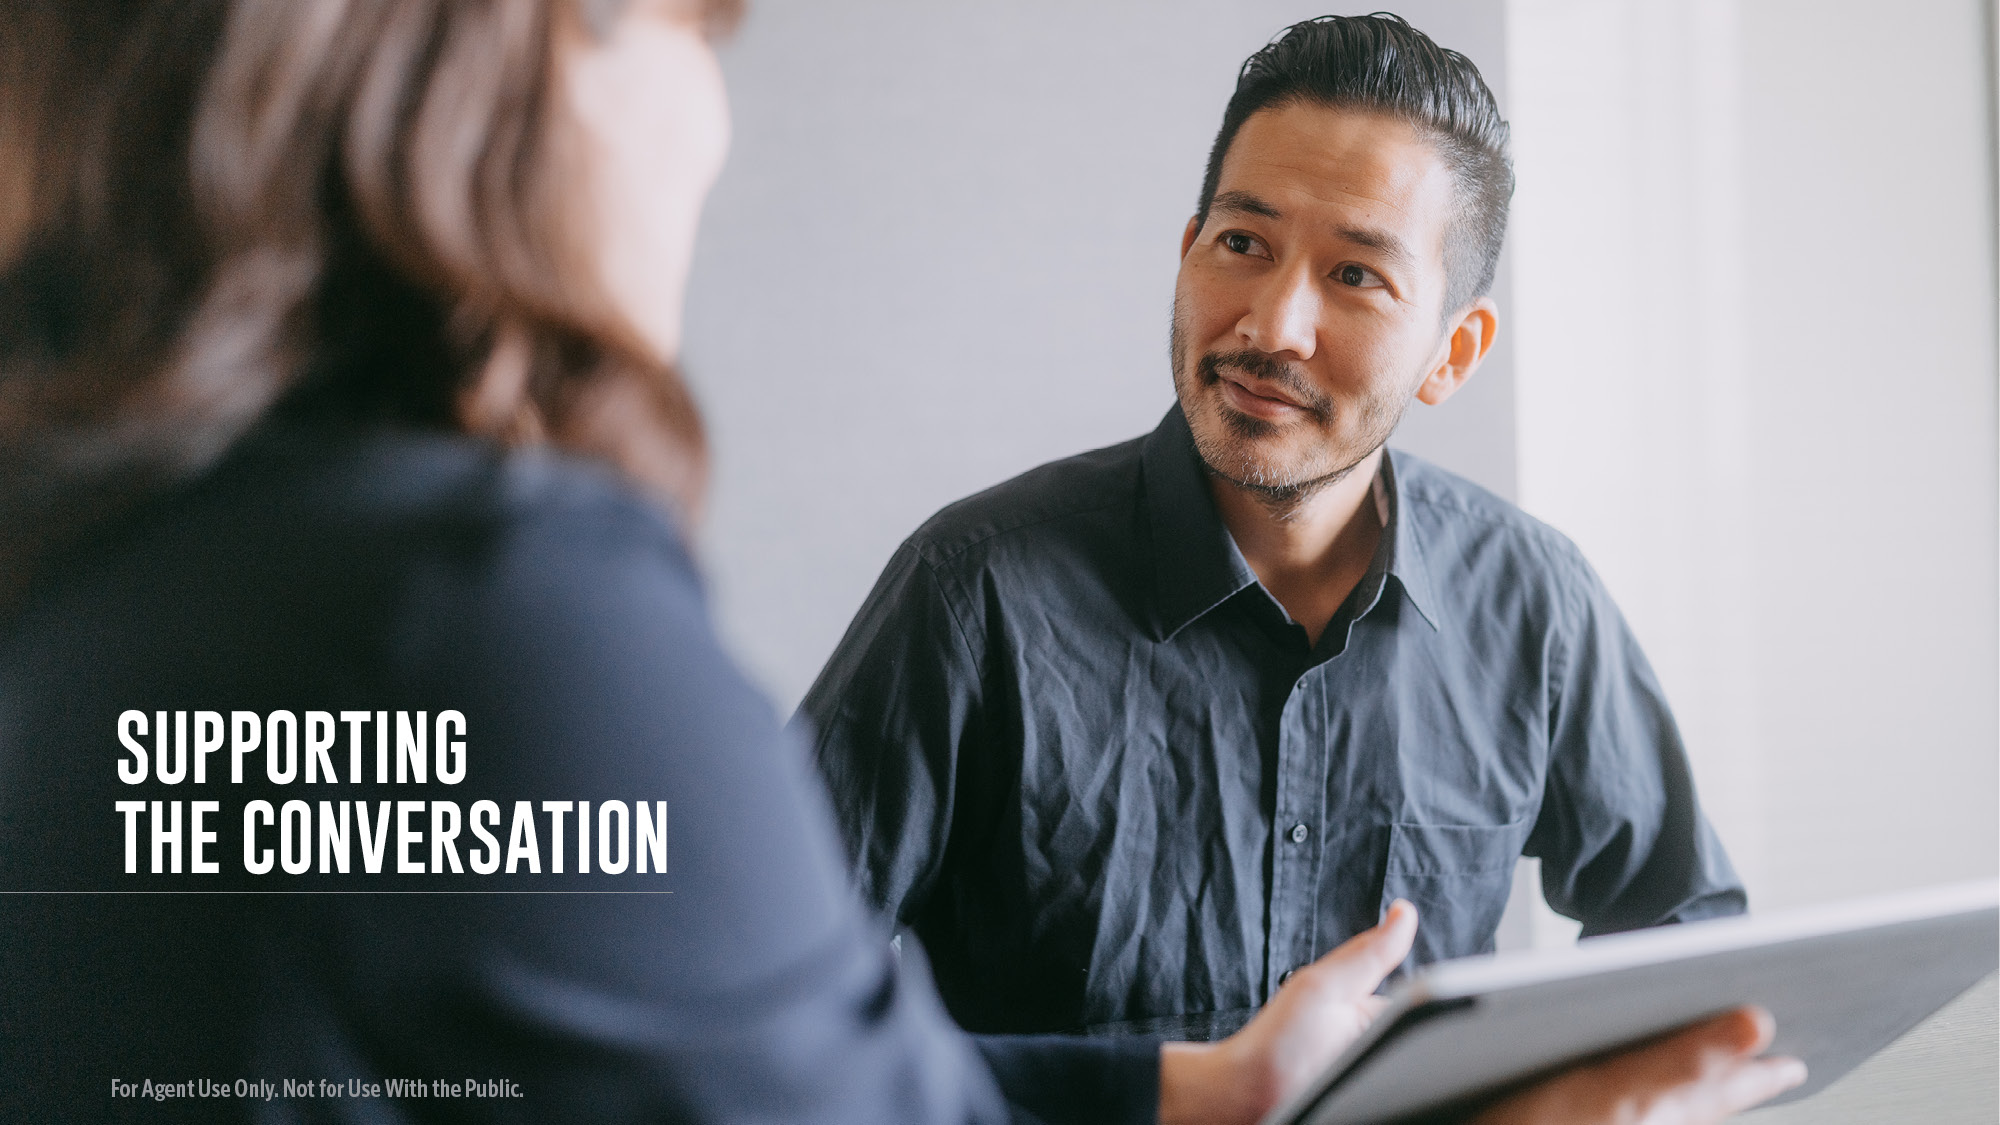 SUPPORTING
THE CONVERSATION
For Agent Use Only. Not for Use With the Public.